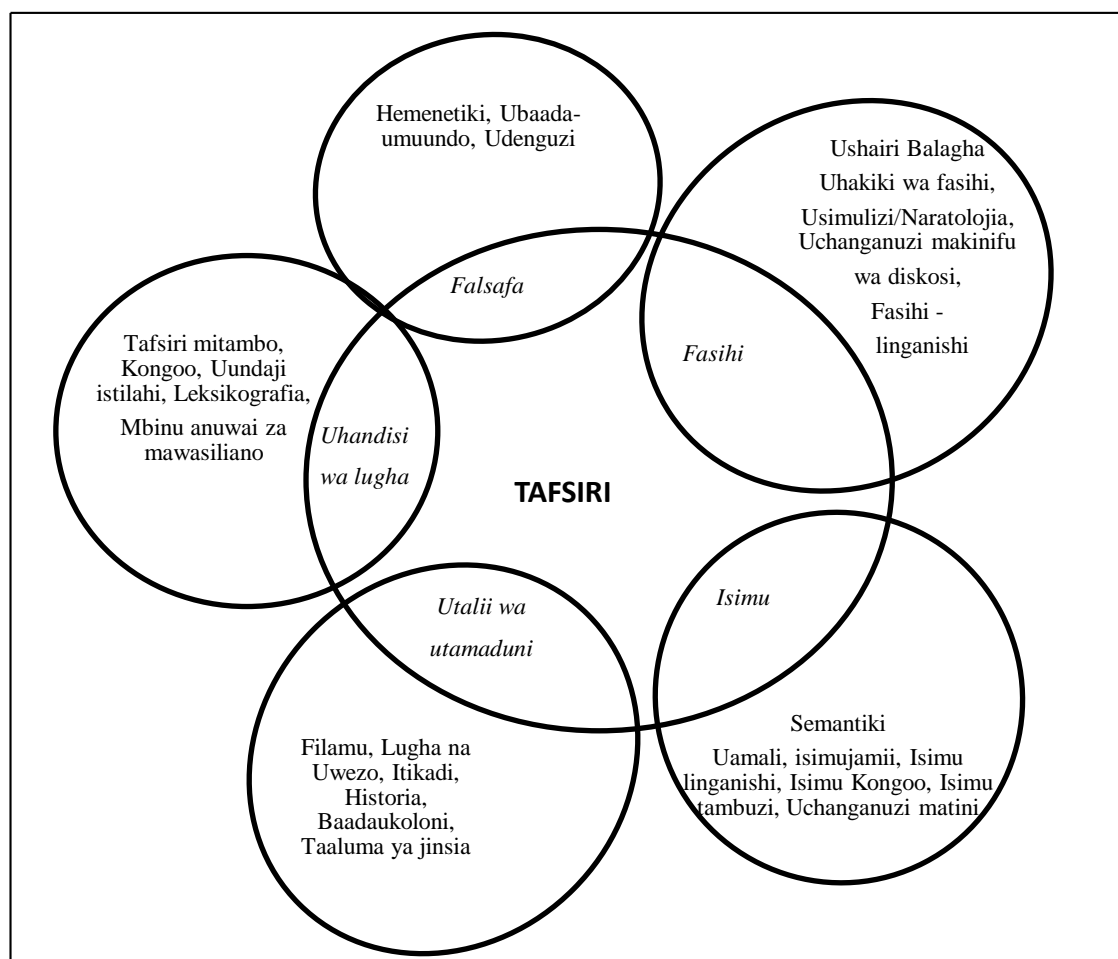 Hemenetiki, Ubaada-
umuundo, Udenguzi
Falsafa
Ushairi Balagha
Uhakiki wa fasihi,
Usimulizi/Naratolojia,
Uchanganuzi makinifu
wa diskosi,
Fasihi -
linganishi
Fasihi
Tafsiri mitambo,
Kongoo, Uundaji
istilahi, Leksikografia,
Mbinu anuwai za
mawasiliano
Uhandisi
wa lugha
TAFSIRI
Utalii wa
utamaduni
Filamu, Lugha na
Uwezo, Itikadi,
Historia,
Baadaukoloni,
Taaluma ya jinsia
Isimu
Semantiki
Uamali, isimujamii, Isimu
linganishi, Isimu Kongoo, Isimu
tambuzi, Uchanganuzi matini